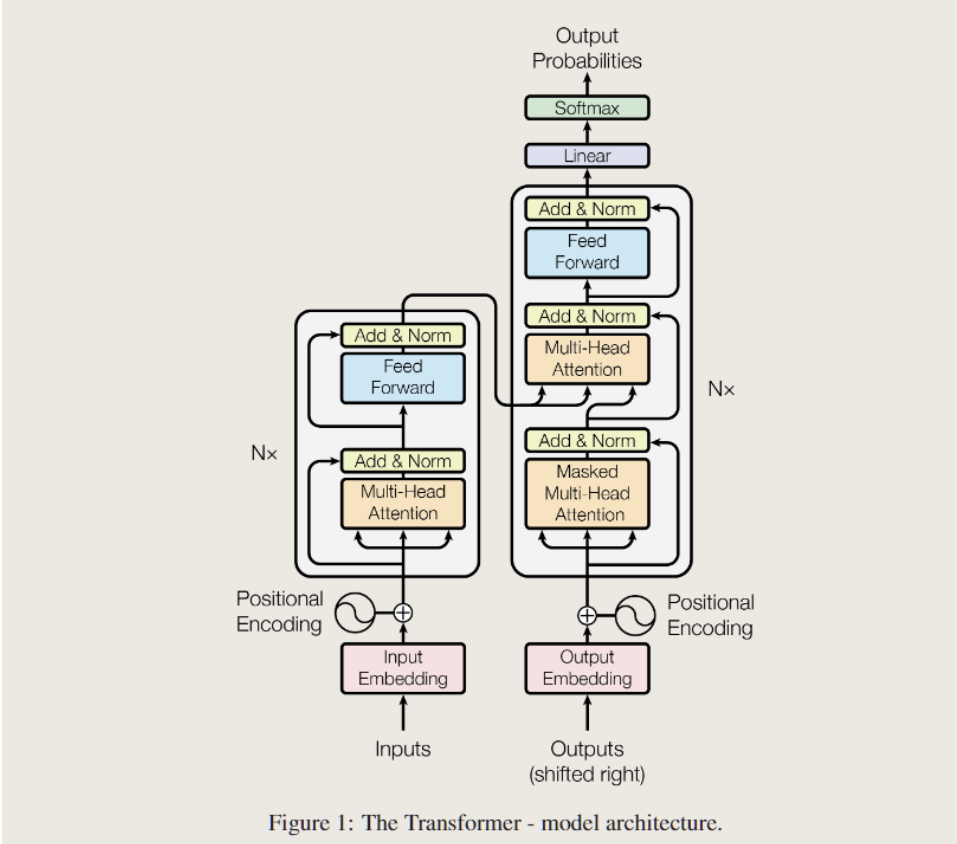 Output
Probabilities
Softmax
Linear
Add & Norm
Feed
Forward
Add & Norm
Multi-Head
Attention
Add & Norm
Masked
Multi-Head
Attention
N×
Add & Norm
Feed
Forward
Add & Norm
Multi-Head
Attention
N×
Positional
Encoding
Positional
Encoding
Input
Embedding
Output
Embedding
Inputs
Outputs
(shifted right)
Figure 1: The Transformer - model architecture.